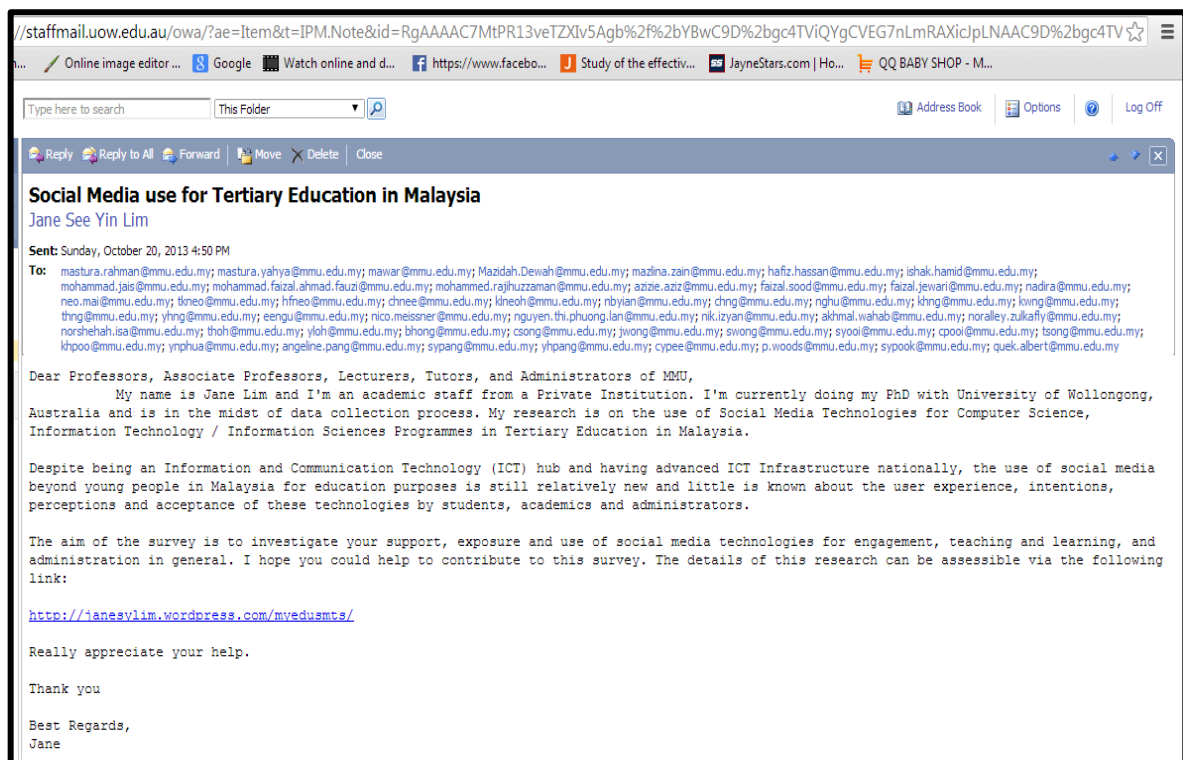 //staffmail.uow.edu.au/owa/?ae=Item&t=IPM.Note&id=RgAAAAC7MtPR13veTZXIv5Agb%2f%2bYBwC9D%2bgc4TViQYgCVEG7nLmRAXicJpLNAAC9D%2bgc4TV
n... Online image editor ... Google Watch online and d... https://www.facebo... Study of the effectiv... JayneStars.com | Ho... QQ BABY SHOP - M...
Type here to search This Folder Address Book Options Log Off
Reply Reply to All Forward Move Delete Close
Social Media use for Tertiary Education in Malaysia
Jane See Yin Lim
Sent: Sunday, October 20, 2013 4:50 PM
To: mastura.rahman@mmu.edu.my; mastura.yahya@mmu.edu.my; mawar@mmu.edu.my; Mazidah.Dewah@mmu.edu.my; mazlina.zain@mmu.edu.my; hafiz.hassan@mmu.edu.my; ishak.hamid@mmu.edu.my;
mohammad.jais@mmu.edu.my; mohammad.faizal.ahmad.fauzi@mmu.edu.my; mohammed.rajihuzzaman@mmu.edu.my; azizie.aziz@mmu.edu.my; faizal.sood@mmu.edu.my; faizal.jewari@mmu.edu.my; nadira@mmu.edu.my;
neo.mai@mmu.edu.my; tkneo@mmu.edu.my; hfneo@mmu.edu.my; chnee@mmu.edu.my; kleoh@mmu.edu.my; nbyian@mmu.edu.my; chng@mmu.edu.my; nghu@mmu.edu.my; khng@mmu.edu.my; kwng@mmu.edu.my;
thng@mmu.edu.my; yhng@mmu.edu.my; eengu@mmu.edu.my; nico.meissner@mmu.edu.my; nguyen.thi.phuong.lan@mmu.edu.my; nik.izyan@mmu.edu.my; akhmal.wahab@mmu.edu.my; noralley.zulkafly@mmu.edu.my;
norshehah.isa@mmu.edu.my; thoh@mmu.edu.my; yloh@mmu.edu.my; bhong@mmu.edu.my; csong@mmu.edu.my; jwong@mmu.edu.my; swong@mmu.edu.my; syooi@mmu.edu.my; cpooi@mmu.edu.my; tsong@mmu.edu.my;
khpoo@mmu.edu.my; ynphua@mmu.edu.my; angeline.pang@mmu.edu.my; sypang@mmu.edu.my; yhpang@mmu.edu.my; cypee@mmu.edu.my; p.woods@mmu.edu.my; sypook@mmu.edu.my; quek.albert@mmu.edu.my
Dear Professors, Associate Professors, Lecturers, Tutors, and Administrators of MMU,
My name is Jane Lim and I'm an academic staff from a Private Institution. I'm currently doing my PhD with University of Wollongong,
Australia and is in the midst of data collection process. My research is on the use of Social Media Technologies for Computer Science,
Information Technology / Information Sciences Programmes in Tertiary Education in Malaysia.
Despite being an Information and Communication Technology (ICT) hub and having advanced ICT Infrastructure nationally, the use of social media
beyond young people in Malaysia for education purposes is still relatively new and little is known about the user experience, intentions,
perceptions and acceptance of these technologies by students, academics and administrators.
The aim of the survey is to investigate your support, exposure and use of social media technologies for engagement, teaching and learning, and
administration in general. I hope you could help to contribute to this survey. The details of this research can be assessible via the following
link:
http://janesylim.wordpress.com/myedusmts/
Really appreciate your help.
Thank you
Best Regards,
Jane